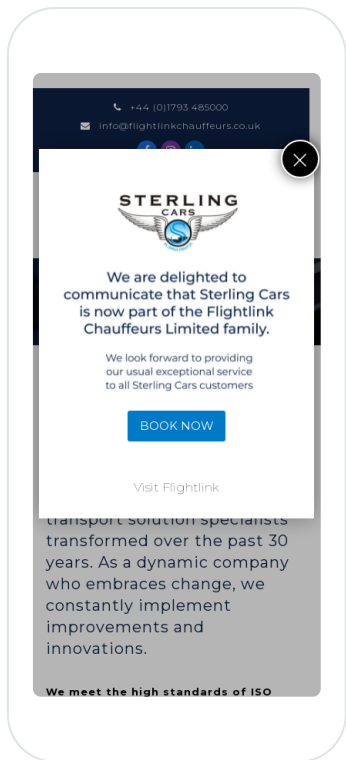 +44 (0)1793 485000
info@flightlinkchauffeurs.co.uk
STERLING
CARS
We are delighted to
communicate that Sterling Cars
is now part of the Flightlink
Chauffeurs Limited family.
We look forward to providing
our usual exceptional service
to all Sterling Cars customers
BOOK NOW
Visit Flightlink
transport solution specialists
transformed over the past 30
years. As a dynamic company
who embraces change, we
constantly implement
improvements and
innovations.
We meet the high standards of ISO